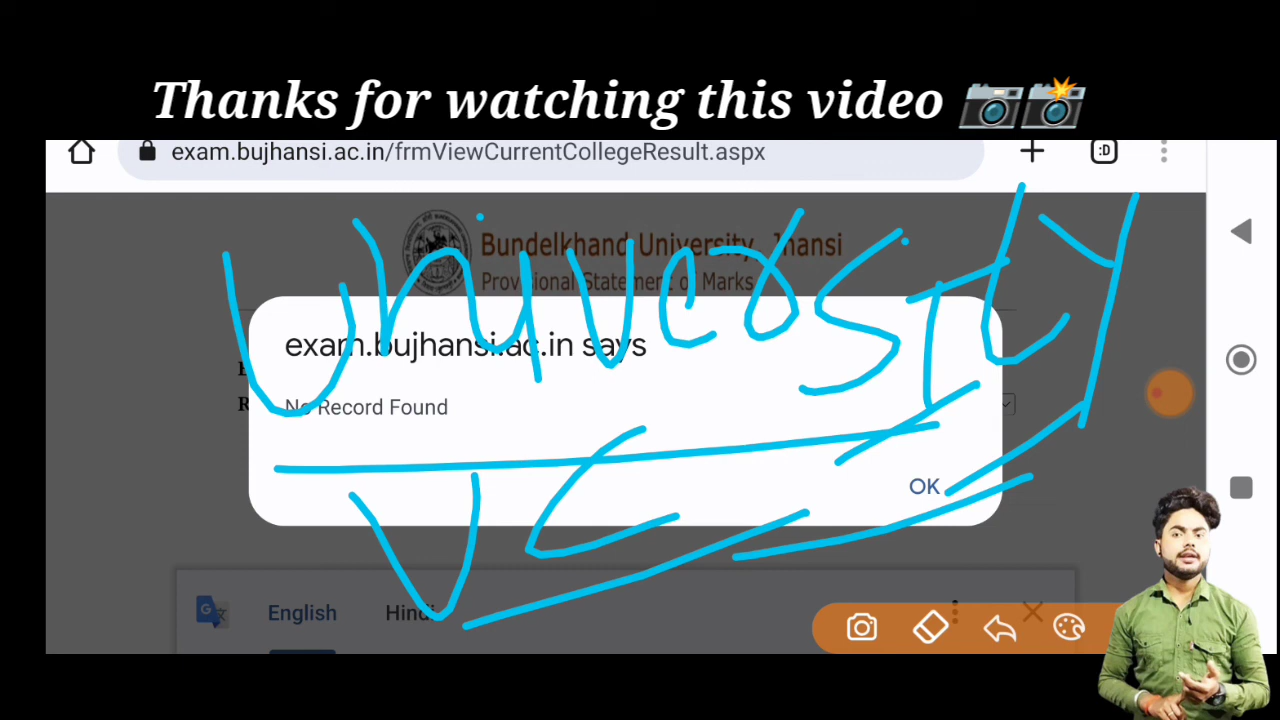 Thanks for watching this video
exam.bujhansi.ac.in/frmViewCurrentCollegeResult.aspx
:D
Bundelkhand University, Jhansi
Provisional Statement of Marks
University
exam.bujhansi.ac.in says
No Record Found
OK
VC
English Hindi